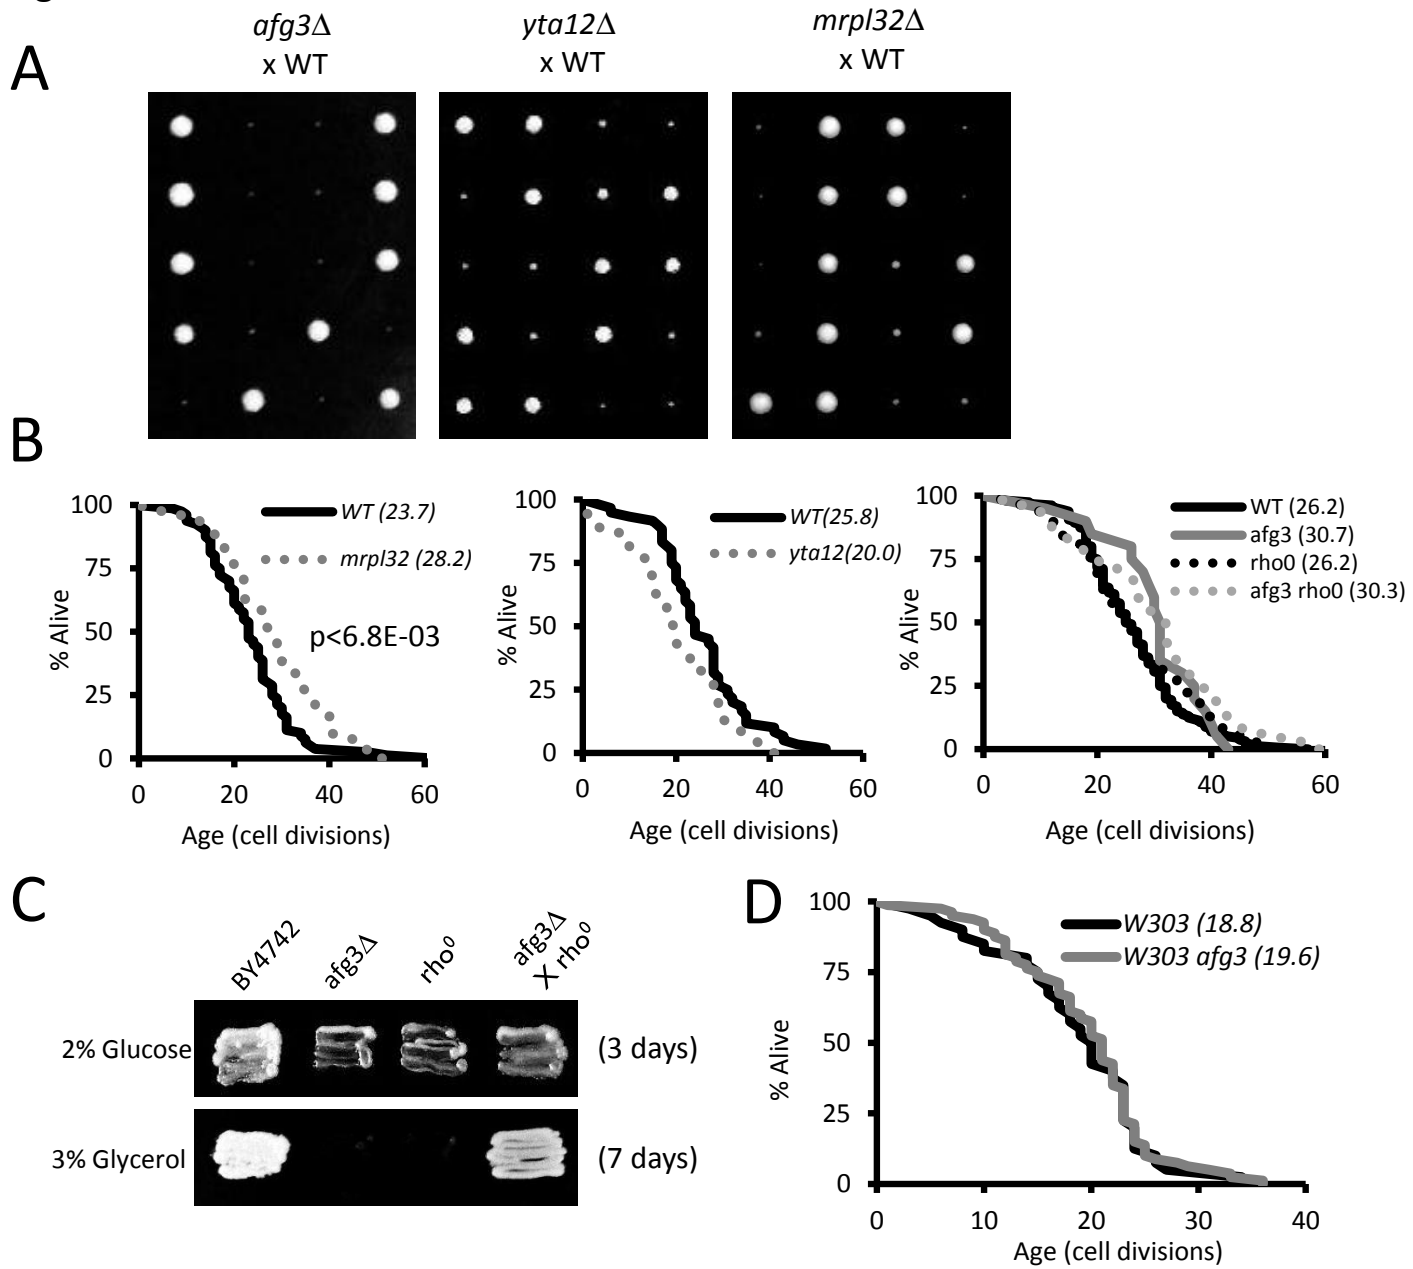 afg3Δ
x WT
yta12Δ
x WT
mrpl32Δ
x WT
A
B
100
75
50
25
0
% Alive
0 20 40 60
Age (cell divisions)
WT (23.7)
mrpl32 (28.2)
p<6.8E-03
100
75
50
25
0
% Alive
0 20 40 60
Age (cell divisions)
WT(25.8)
yta12(20.0)
100
75
50
25
0
% Alive
0 20 40 60
Age (cell divisions)
WT (26.2)
afg3 (30.7)
rho0 (26.2)
afg3 rho0 (30.3)
C
BY4742
afg3Δ
rho⁰
afg3Δ
X rho⁰
2% Glucose
(3 days)
3% Glycerol
(7 days)
D
100
75
50
25
0
% Alive
0 10 20 30 40
Age (cell divisions)
W303 (18.8)
W303 afg3 (19.6)